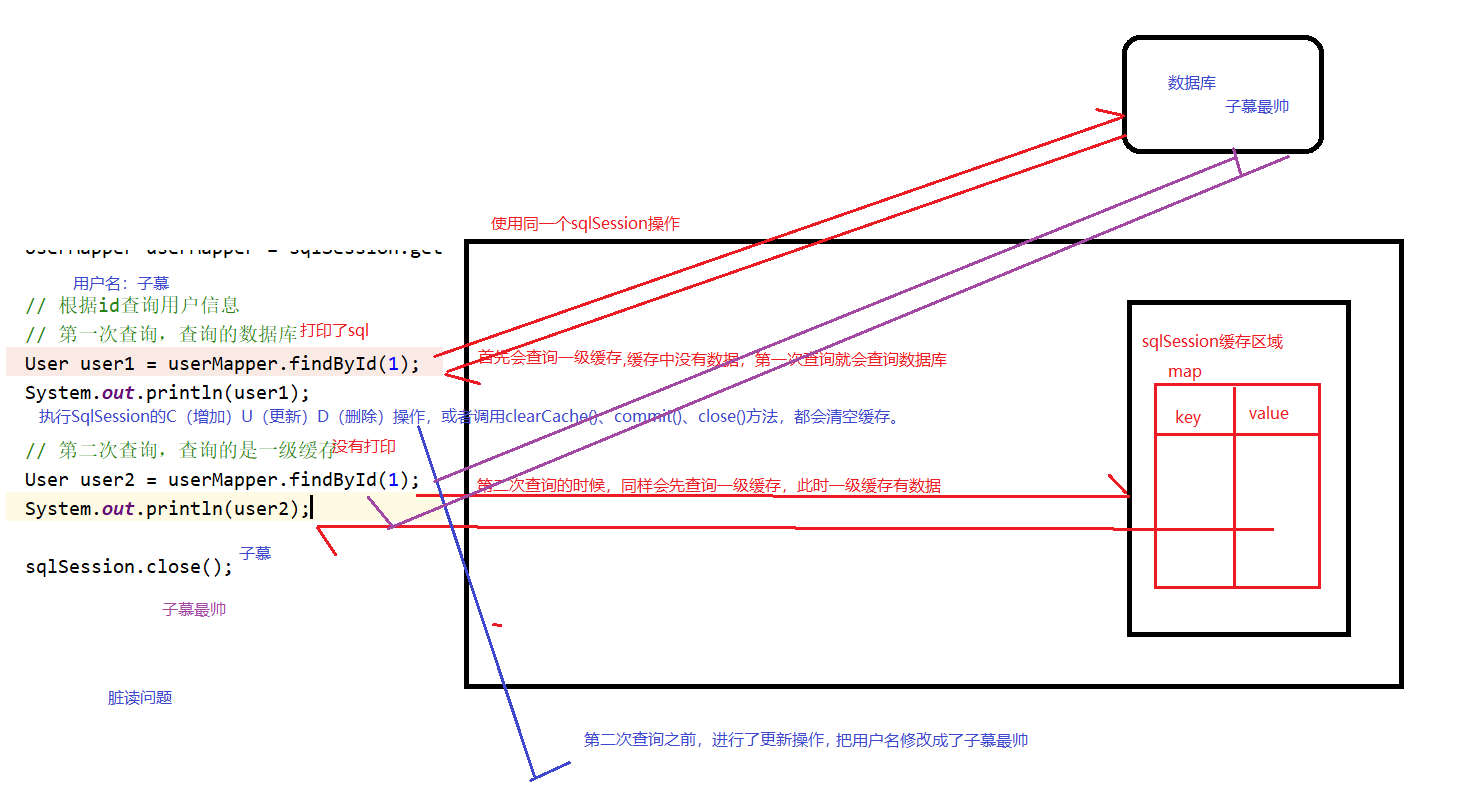 数据库
子慕最帅
使用同一个sqlSession操作
UserMapper userMapper = sqlSession.get
用户名：子慕
// 根据id查询用户信息
// 第一次查询，查询的数据库 打印了sql
User user1 = userMapper.findById(1);
首先会查询一级缓存,缓存中没有数据，第一次查询就会查询数据库
System.out.println(user1);
执行SqlSession的C（增加）U（更新）D（删除）操作，或者调用clearCache()、commit()、close()方法，都会清空缓存。
// 第二次查询，查询的是一级缓存 没有打印
User user2 = userMapper.findById(1);
第二次查询的时候，同样会先查询一级缓存，此时一级缓存有数据
System.out.println(user2);
子慕
sqlSession.close();
子慕最帅
脏读问题
sqlSession缓存区域
map
key value
第二次查询之前，进行了更新操作，把用户名修改成了子慕最帅